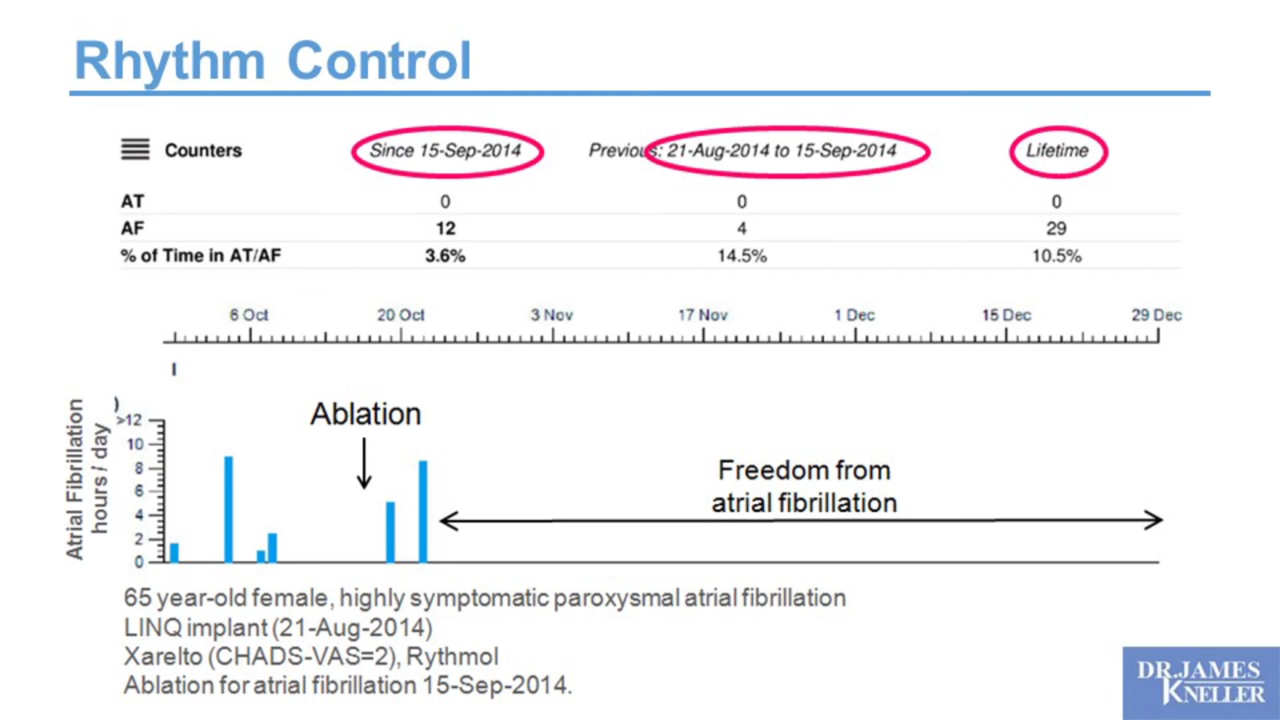 Rhythm Control
Counters Since 15-Sep-2014 Previous: 21-Aug-2014 to 15-Sep-2014 Lifetime
AT 0 0 0
AF 12 4 29
% of Time in AT/AF 3.6% 14.5% 10.5%
6 Oct 20 Oct 3 Nov 17 Nov 1 Dec 15 Dec 29 Dec
I
Atrial Fibrillation
hours / day
)
>12
10
8
6
4
2
0
Ablation
Freedom from
atrial fibrillation
65 year-old female, highly symptomatic paroxysmal atrial fibrillation
LINQ implant (21-Aug-2014)
Xarelto (CHADS-VAS=2), Rythmol
Ablation for atrial fibrillation 15-Sep-2014.
DR.JAMES
KNELLER